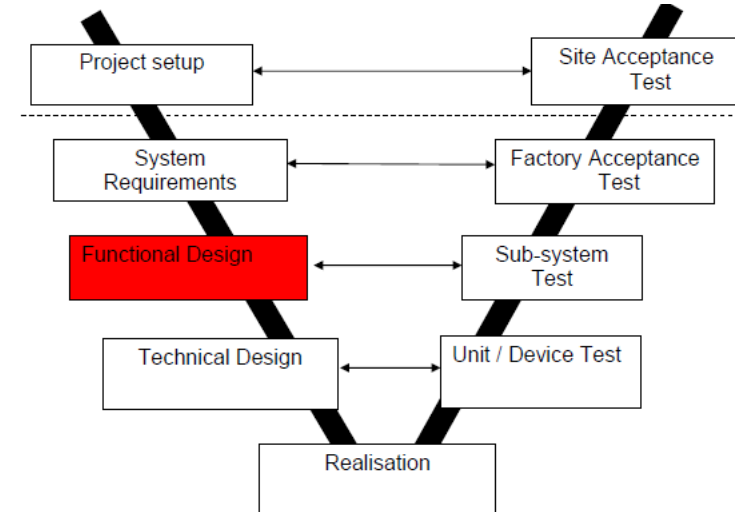 Project setup
Site Acceptance
Test
System
Requirements
Factory Acceptance
Test
Functional Design
Sub-system
Test
Technical Design
Unit / Device Test
Realisation